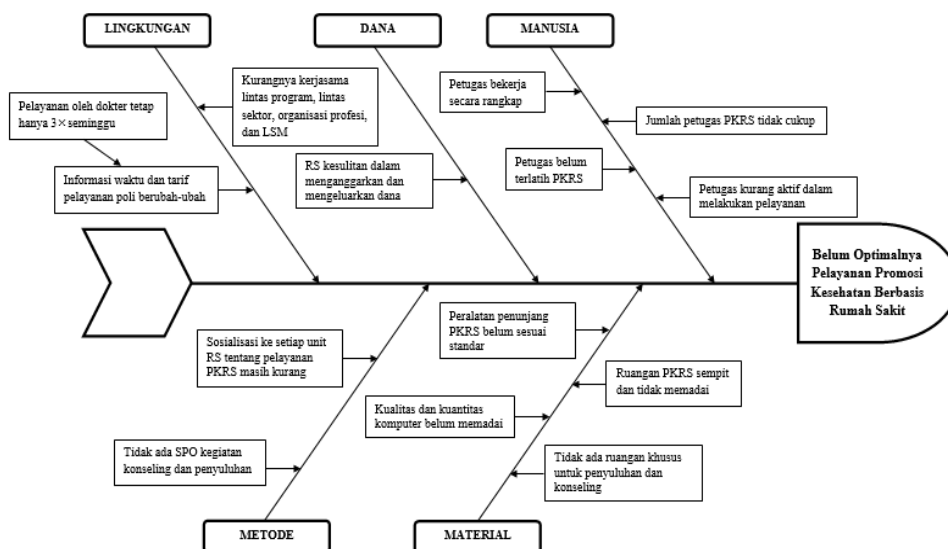 LINGKUNGAN
DANA
MANUSIA
Kurangnya kerjasama
lintas program, lintas
sektor, organisasi profesi,
dan LSM
Petugas bekerja
secara rangkap
Pelayanan oleh dokter tetap
hanya 3× seminggu
Jumlah petugas PKRS tidak cukup
RS kesulitan dalam
menganggarkan dan
mengeluarkan dana
Petugas belum
terlatih PKRS
Informasi waktu dan tarif
pelayanan poli berubah-ubah
Petugas kurang aktif dalam
melakukan pelayanan
Belum Optimalnya
Pelayanan Promosi
Kesehatan Berbasis
Rumah Sakit
Sosialisasi ke setiap unit
RS tentang pelayanan
PKRS masih kurang
Peralatan penunjang
PKRS belum sesuai
standar
Ruangan PKRS sempit
dan tidak memadai
Kualitas dan kuantitas
komputer belum memadai
Tidak ada SPO kegiatan
konseling dan penyuluhan
Tidak ada ruangan khusus
untuk penyuluhan dan
konseling
METODE
MATERIAL